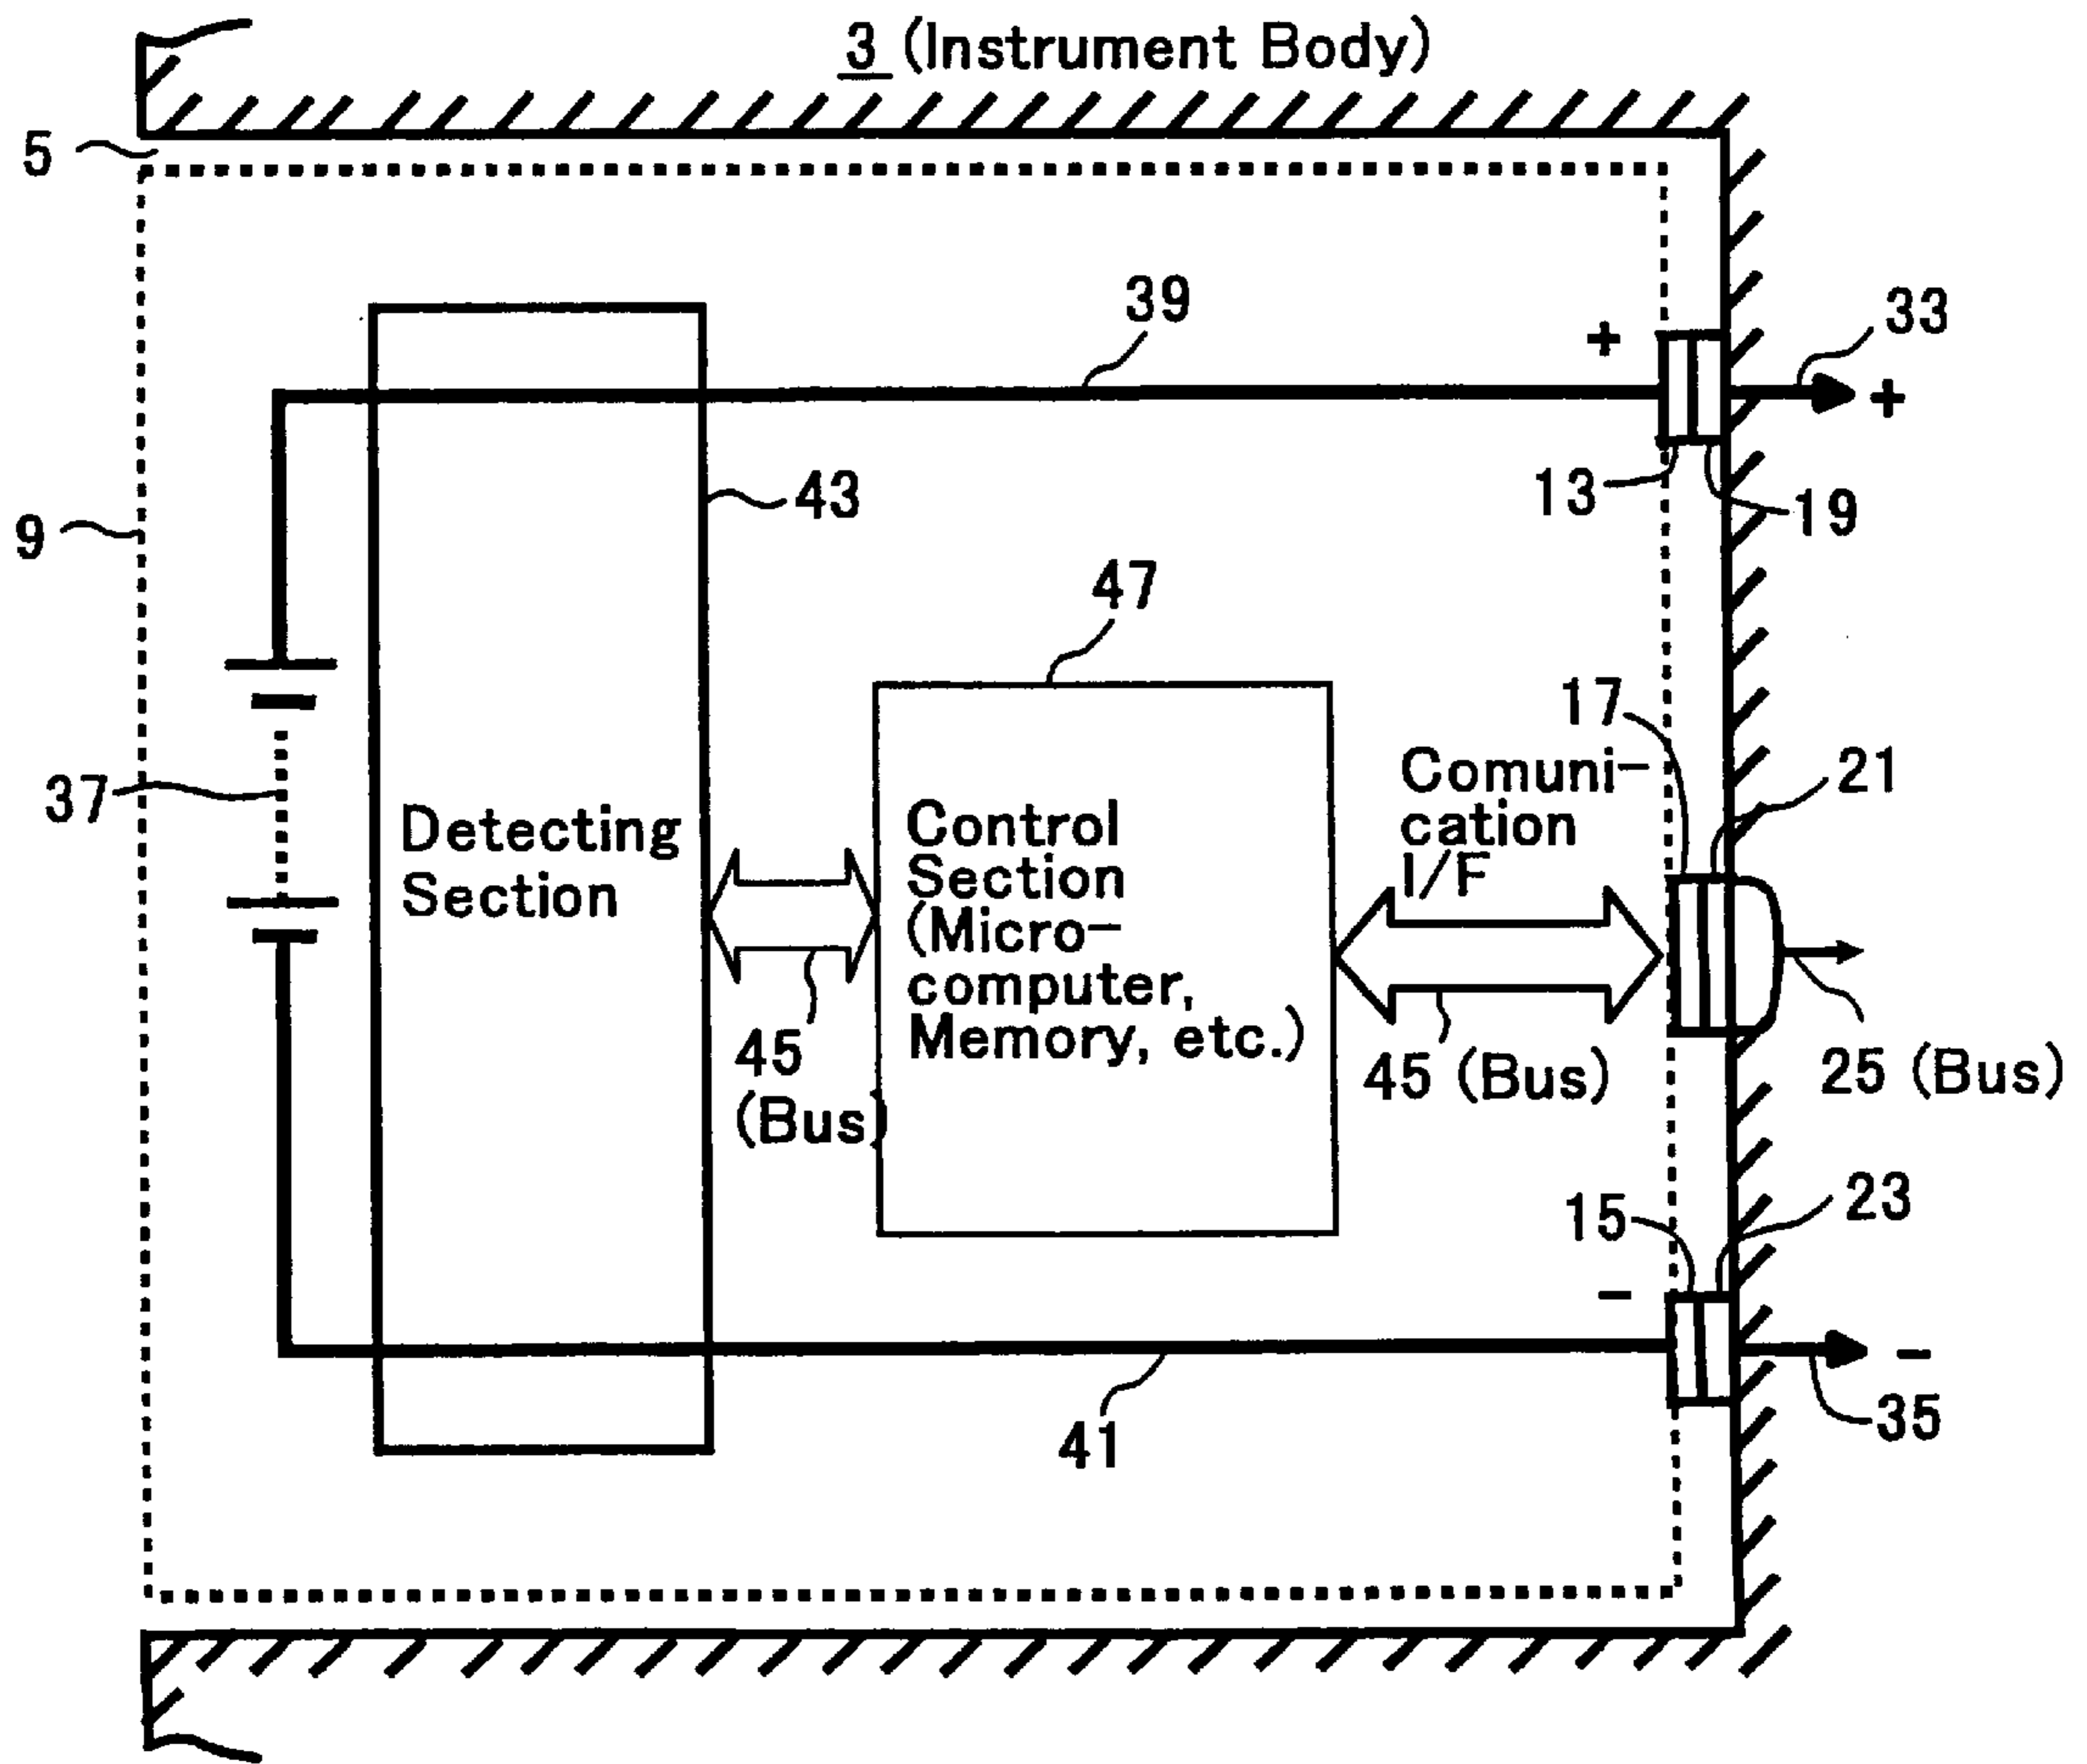 3 (Instrument Body)
5
39
33
+
+
13
19
43
9
47
17
Comuni-
cation
I/F
21
37
Detecting
Section
Control
Section
(Micro-
computer,
Memory, etc.)
45
(Bus)
45 (Bus)
25 (Bus)
15
23
-
-
41
35